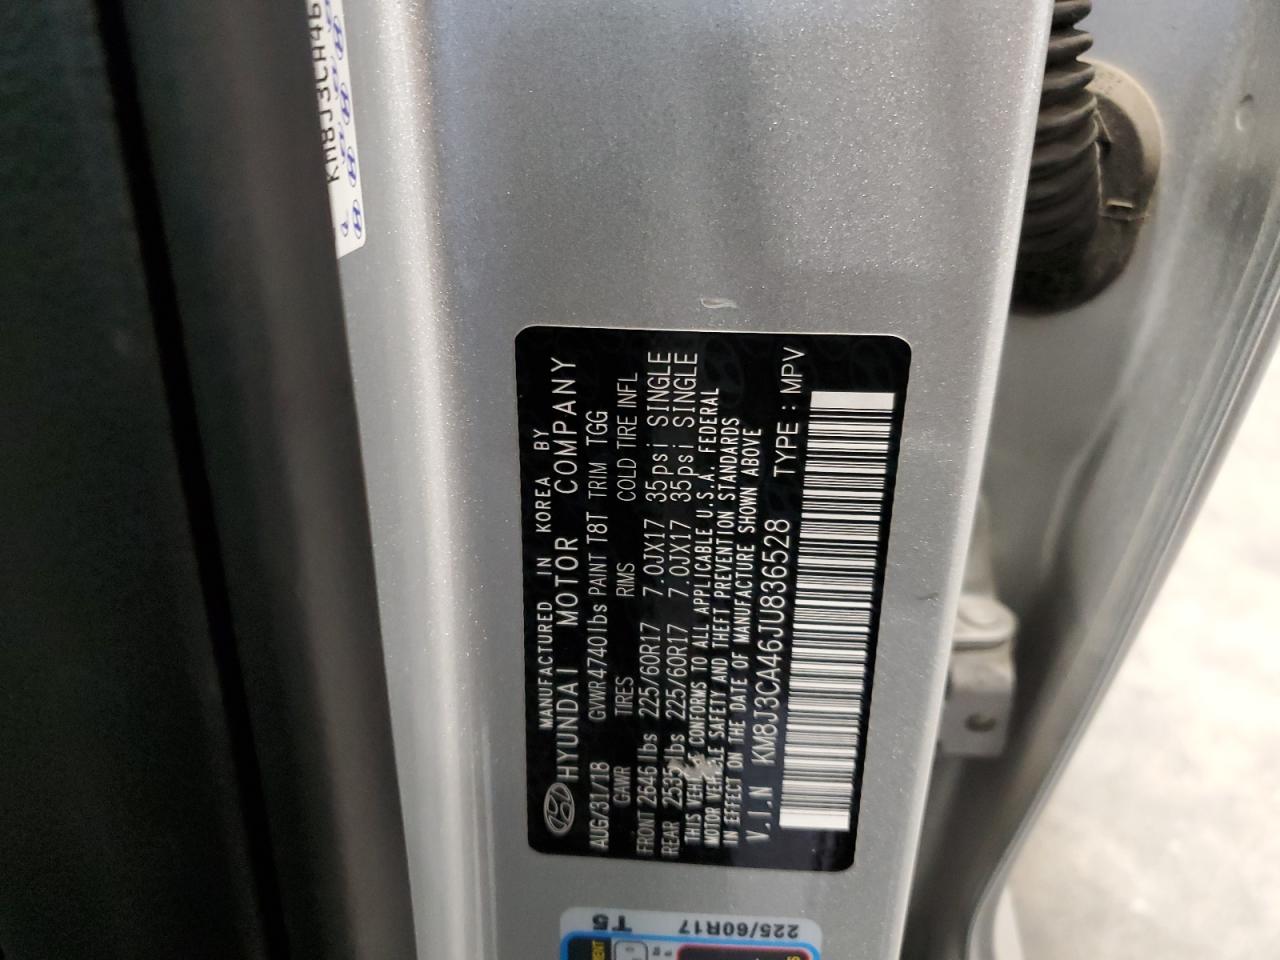 KM8J3CA46
MANUFACTURED IN KOREA BY
HYUNDAI MOTOR COMPANY
AUG/31/18 GVWR4740lbs PANT T8T TRIM TGG
GAWR TIRES RIMS COLD TIRE INFL
FRONT 2646lbs 225/60R17 7.0JX17 35psi SINGLE
REAR 2535lbs 225/60R17 7.0JX17 35psi SINGLE
THIS VEHICLE CONFORMS TO ALL APPLICABLE U.S.A. FEDERAL
MOTOR VEHICLE SAFETY AND THEFT PREVENTION STANDARDS
IN EFFECT ON THE DATE OF MANUFACTURE SHOWN ABOVE
V.I.N KM8J3CA46JU836528 TYPE : MPV
T5
225/60R17